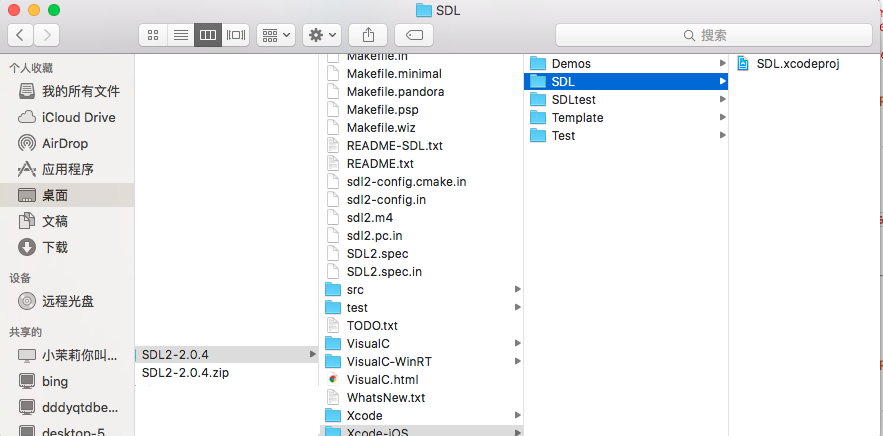 SDL
搜索
个人收藏
我的所有文件
iCloud Drive
AirDrop
应用程序
桌面
文稿
下载
设备
远程光盘
共享的
小茉莉你叫...
bing
dddyqtdbe...
desktop-5
SDL2-2.0.4
SDL2-2.0.4.zip
Makefile.in
Makefile.minimal
Makefile.pandora
Makefile.psp
Makefile.wiz
README-SDL.txt
README.txt
sdl2-config.cmake.in
sdl2-config.in
sdl2.m4
sdl2.pc.in
SDL2.spec
SDL2.spec.in
src
test
TODO.txt
VisualC
VisualC-WinRT
VisualC.html
WhatsNew.txt
Xcode
Xcode-iOS
Demos
SDL
SDLtest
Template
Test
SDL.xcodeproj